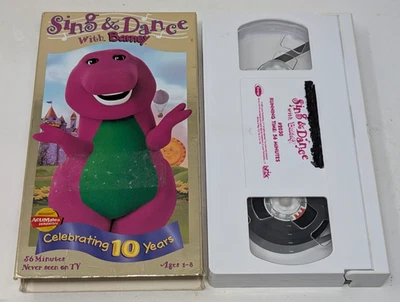 Sing & Dance
With Barney
Celebrating 10 Years
56 Minutes
Never seen on TV
Ages 1-8
Sing & Dance
with Barney
RUNNING TIME: 56 MINUTES